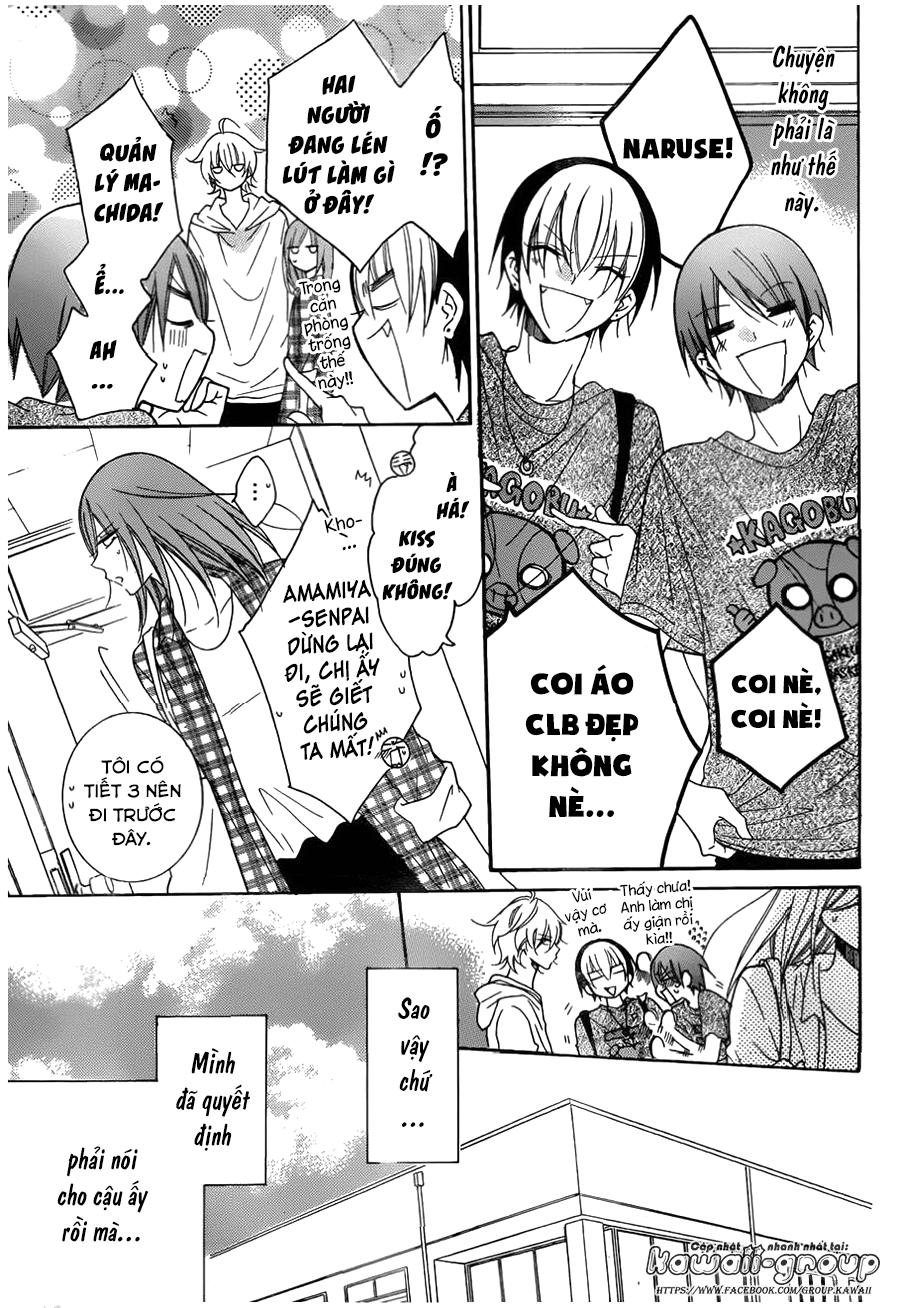 Chuyện
không
phải là
như thế
này.
NARUSE!
KAGOBU
★KAGOBU
COI NÈ,
COI NÈ!
COI ÁO
CLB ĐẸP
KHÔNG
NÈ...
Ố
!?
HAI
NGƯỜI
ĐANG LÉN
LÚT LÀM GÌ
Ở ĐÂY!
Trong
căn
phòng
trống
thế
này!!
QUẢN
LÝ MA-
CHIDA!
Ể...
AH
...
À
HÁ!
KISS
ĐÚNG
KHÔNG!
Kho-
...
AMAMIYA
-SENPAI
DỪNG LẠI
ĐI, CHỊ ẤY
SẼ GIẾT
CHÚNG
TA MẤT!
...
TÔI CÓ
TIẾT 3 NÊN
ĐI TRƯỚC
ĐÂY.
Thấy chưa!
Anh làm chị
ấy giận rồi
kìa!!
Vui
vậy cơ
mà.
Sao
vậy
chứ
...
Mình
đã quyết
định
phải nói
cho cậu ấy
rồi mà...
Cập nhật nhanh nhất tại:
kawaii-group
HTTPS://WWW.FACEBOOK.COM/GROUP.KAWAII